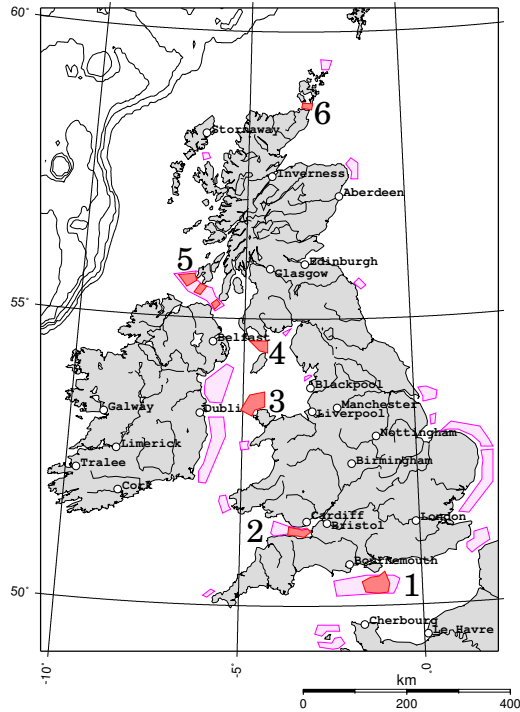 60°
6
Stornaway
Inverness
Aberdeen
5
Edinburgh
Glasgow
55°
Belfast
4
Blackpool
3
Galway
Dubli
Manchester
Liverpool
Nottingham
Limerick
Tralee
Birmingham
Cork
Cardiff
London
2
Bristol
Bournemouth
1
50°
Cherbourg
Le Havre
-10°
-5°
0°
km
0 100 200 300 400